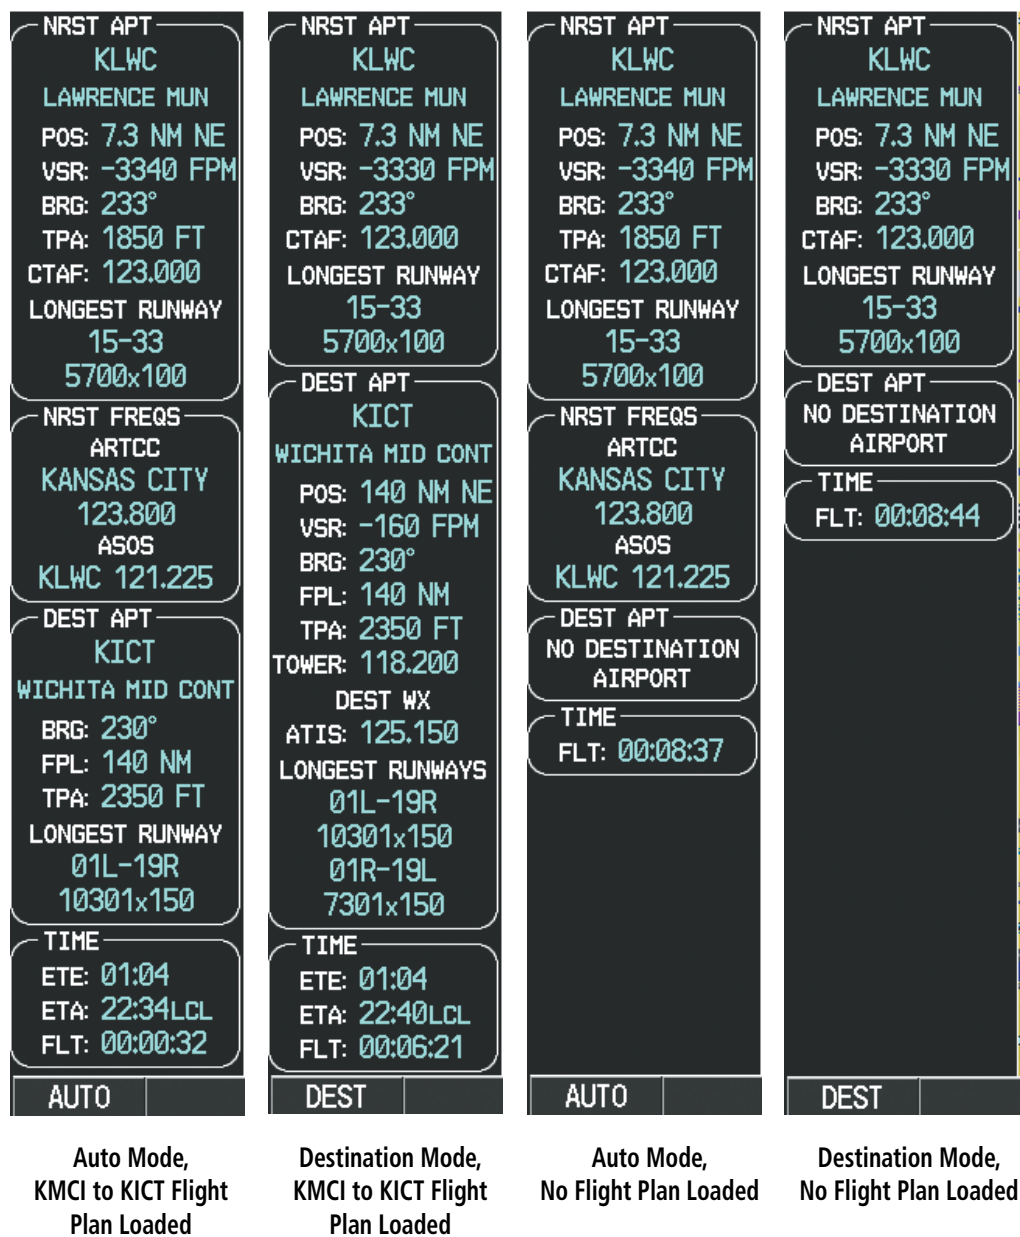 NRST APT
KLWC
LAWRENCE MUN
POS: 7.3 NM NE
VSR: -3340 FPM
BRG: 233°
TPA: 1850 FT
CTAF: 123.000
LONGEST RUNWAY
15-33
5700x100
NRST FREQS
ARTCC
KANSAS CITY
123.800
ASOS
KLWC 121.225
DEST APT
KICT
WICHITA MID CONT
BRG: 230°
FPL: 140 NM
TPA: 2350 FT
LONGEST RUNWAY
01L-19R
10301x150
TIME
ETE: 01:04
ETA: 22:34LCL
FLT: 00:00:32
AUTO
Auto Mode,
KMCI to KICT Flight
Plan Loaded
NRST APT
KLWC
LAWRENCE MUN
POS: 7.3 NM NE
VSR: -3330 FPM
BRG: 233°
CTAF: 123.000
LONGEST RUNWAY
15-33
5700x100
DEST APT
KICT
WICHITA MID CONT
POS: 140 NM NE
VSR: -160 FPM
BRG: 230°
FPL: 140 NM
TPA: 2350 FT
TOWER: 118.200
DEST WX
ATIS: 125.150
LONGEST RUNWAYS
01L-19R
10301x150
01R-19L
7301x150
TIME
ETE: 01:04
ETA: 22:40LCL
FLT: 00:06:21
DEST
Destination Mode,
KMCI to KICT Flight
Plan Loaded
NRST APT
KLWC
LAWRENCE MUN
POS: 7.3 NM NE
VSR: -3340 FPM
BRG: 233°
TPA: 1850 FT
CTAF: 123.000
LONGEST RUNWAY
15-33
5700x100
NRST FREQS
ARTCC
KANSAS CITY
123.800
ASOS
KLWC 121.225
DEST APT
NO DESTINATION
AIRPORT
TIME
FLT: 00:08:37
AUTO
Auto Mode,
No Flight Plan Loaded
NRST APT
KLWC
LAWRENCE MUN
POS: 7.3 NM NE
VSR: -3330 FPM
BRG: 233°
CTAF: 123.000
LONGEST RUNWAY
15-33
5700x100
DEST APT
NO DESTINATION
AIRPORT
TIME
FLT: 00:08:44
DEST
Destination Mode,
No Flight Plan Loaded